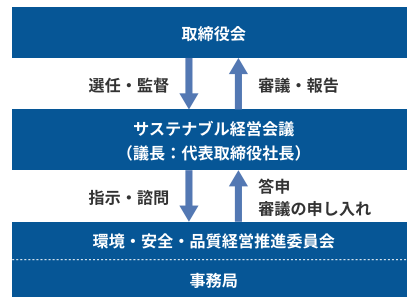 取締役会
選任・監督
審議・報告
サステナブル経営会議
（議長：代表取締役社長）
指示・諮問
答申
審議の申し入れ
環境・安全・品質経営推進委員会
事務局